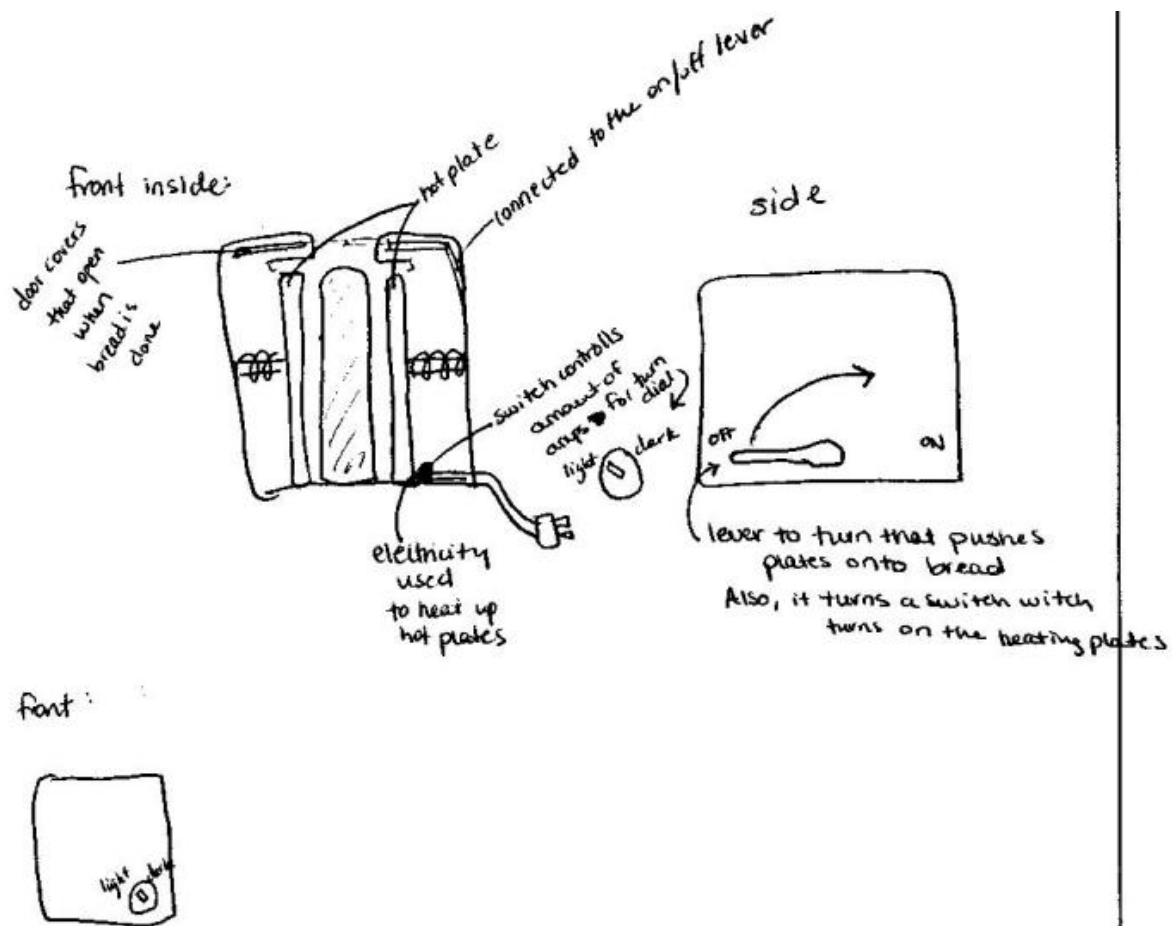 front inside:
door covers
that open
when
bread is
done
hot plate
connected to the on/off lever
switch controlls
amount of
amps for turn
dial
light
dark
electricity
used
to heat up
hot plates
side
OFF
ON
lever to turn that pushes
plates onto bread
Also, it turns a switch witch
turns on the heating plates
front:
light
dark